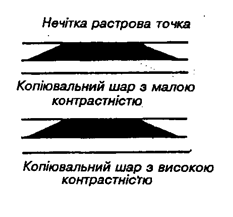 Нечітка растрова точка
Копіювальний шар з малою
контрастністю
Копіювальний шар з високою
контрастністю